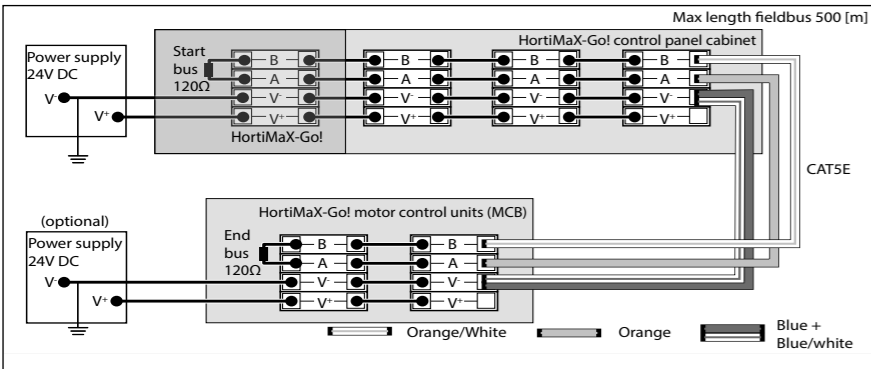 Max length fieldbus 500 [m]
HortiMaX-Go! control panel cabinet
Power supply
24V DC
V-
V+
Start
bus
120Ω
B B B B
A A A A
V- V- V- V-
V+ V+ V+ V+
HortiMaX-Go!
CAT5E
(optional)
Power supply
24V DC
V-
V+
HortiMaX-Go! motor control units (MCB)
End
bus
120Ω
B B
A A
V- V-
V+ V+
Orange/White
Orange
Blue +
Blue/white